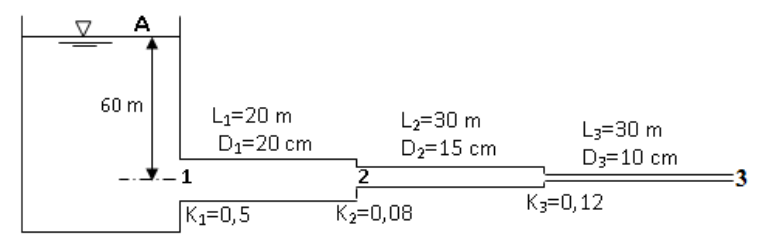 A
60 m
L₁=20 m
D₁=20 cm
L₂=30 m
D₂=15 cm
L₃=30 m
D₃=10 cm
1
2
3
K₁=0,5
K₂=0,08
K₃=0,12